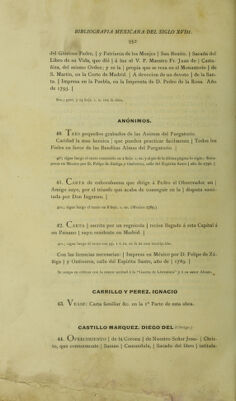 BIBLIOGRAFIA MEXICANA DEL SIGLO XVIII.
252
del Glorioso Padre, | y Patriarca de los Monjes | San Benito. | Sacada del
Libro de su Vida, que dió | á luz el V. P. Maestro Fr. Juan de | Casta-
ñiza, del mismo Orden; y es la | propia que se reza en el Monasterio | de
S. Martin, en la Corte de Madrid. | Á devocion de un devoto | de la San-
ta. | Impresa en la Puebla, en la Imprenta de D. Pedro de la Rosa. Año
de 1793. |
ANÓNIMOS.
40. TRES pequeños grabados de las Animas del Purgatorio.
Caridad la mas heroica | que pueden practicar facilmente | Todos los
Fieles en favor de las Benditas Almas del Purgatorio. |
41. CARTA de enhorabuena que dirige á Pedro el Observador un |
Amigo suyo, por el triunfo que acaba de conseguir en la | disputa susci-
tada por Don Ingenuo. |
42. CARTA | escrita por un regnícola | recien llegado á esta Capital á
un Paisano | suyo residente en Madrid. |
Con las licencias necesarias: | Impresa en México por D. Felipe de Zú-
ñiga | y Ontiveros, calle del Espíritu Santo, año de | 1789. |
CARRILLO Y PEREZ, IGNACIO
43. VÉASE: Carta familiar &c. en la 1ª Parte de esta obra.
CASTILLO MARQUEZ, DIEGO DEL
44. OFRECIMIENTO | de la Corona | de Nuestro Señor Jesu- | Chris-
to, que comunmente | llaman | Camandula, | Sacado del libro | intitula-